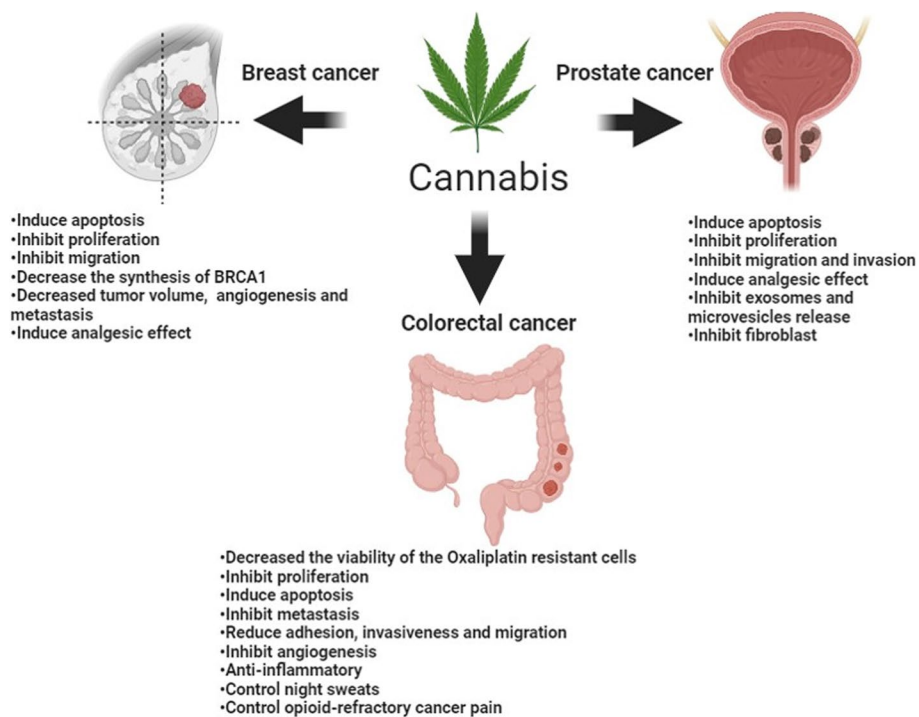 Breast cancer
Prostate cancer
Cannabis
•Induce apoptosis
•Inhibit proliferation
•Inhibit migration
•Decrease the synthesis of BRCA1
•Decreased tumor volume, angiogenesis and
metastasis
•Induce analgesic effect
•Induce apoptosis
•Inhibit proliferation
•Inhibit migration and invasion
•Induce analgesic effect
•Inhibit exosomes and
microvesicles release
•Inhibit fibroblast
Colorectal cancer
•Decreased the viability of the Oxaliplatin resistant cells
•Inhibit proliferation
•Induce apoptosis
•Inhibit metastasis
•Reduce adhesion, invasiveness and migration
•Inhibit angiogenesis
•Anti-inflammatory
•Control night sweats
•Control opioid-refractory cancer pain